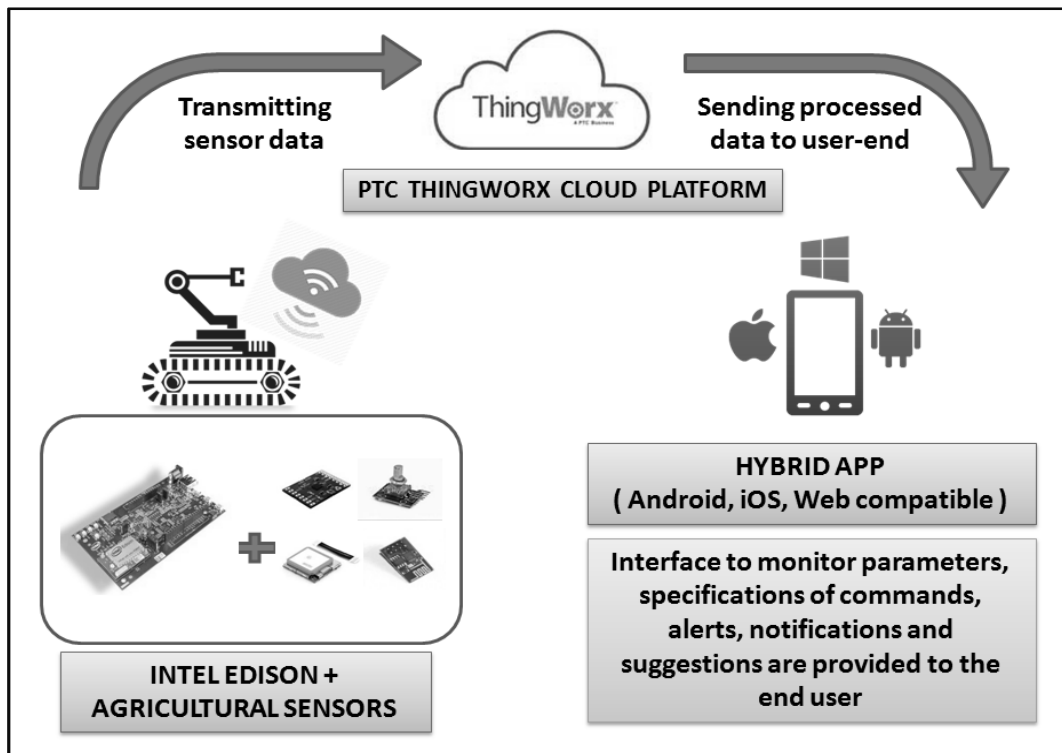 Transmitting
sensor data
ThingWorx
A PTC Business
Sending processed
data to user-end
PTC THINGWORX CLOUD PLATFORM
INTEL EDISON +
AGRICULTURAL SENSORS
HYBRID APP
( Android, iOS, Web compatible )
Interface to monitor parameters,
specifications of commands,
alerts, notifications and
suggestions are provided to the
end user